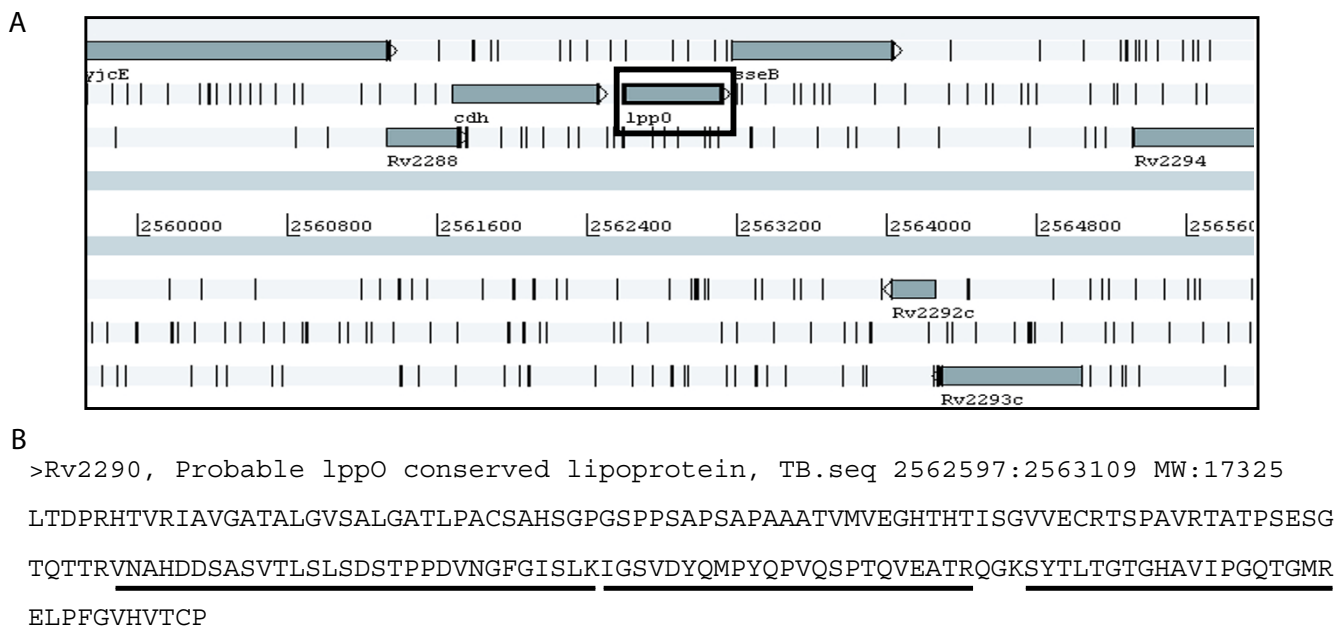 A
yjcE
sseB
cdh
lppO
Rv2288
Rv2294
2560000 2560800 2561600 2562400 2563200 2564000 2564800 256560
Rv2292c
Rv2293c
B
>Rv2290, Probable lppO conserved lipoprotein, TB.seq 2562597:2563109 MW:17325
LTDPRHTVRIAVGATALGVSALGATLPACSAHSGPGSPPSAPSAPAAATVMVEGHTHTISGVVECRTSPAVRTATPSESG
TQTTRVNAHDDSASVTLSLSDSTPPDVNGFGISLKIGSVDYQMPYQPVQSPTQVEATRQGKSYTLTGTGHAVIPGQTGMR
ELPFGVHVTCP